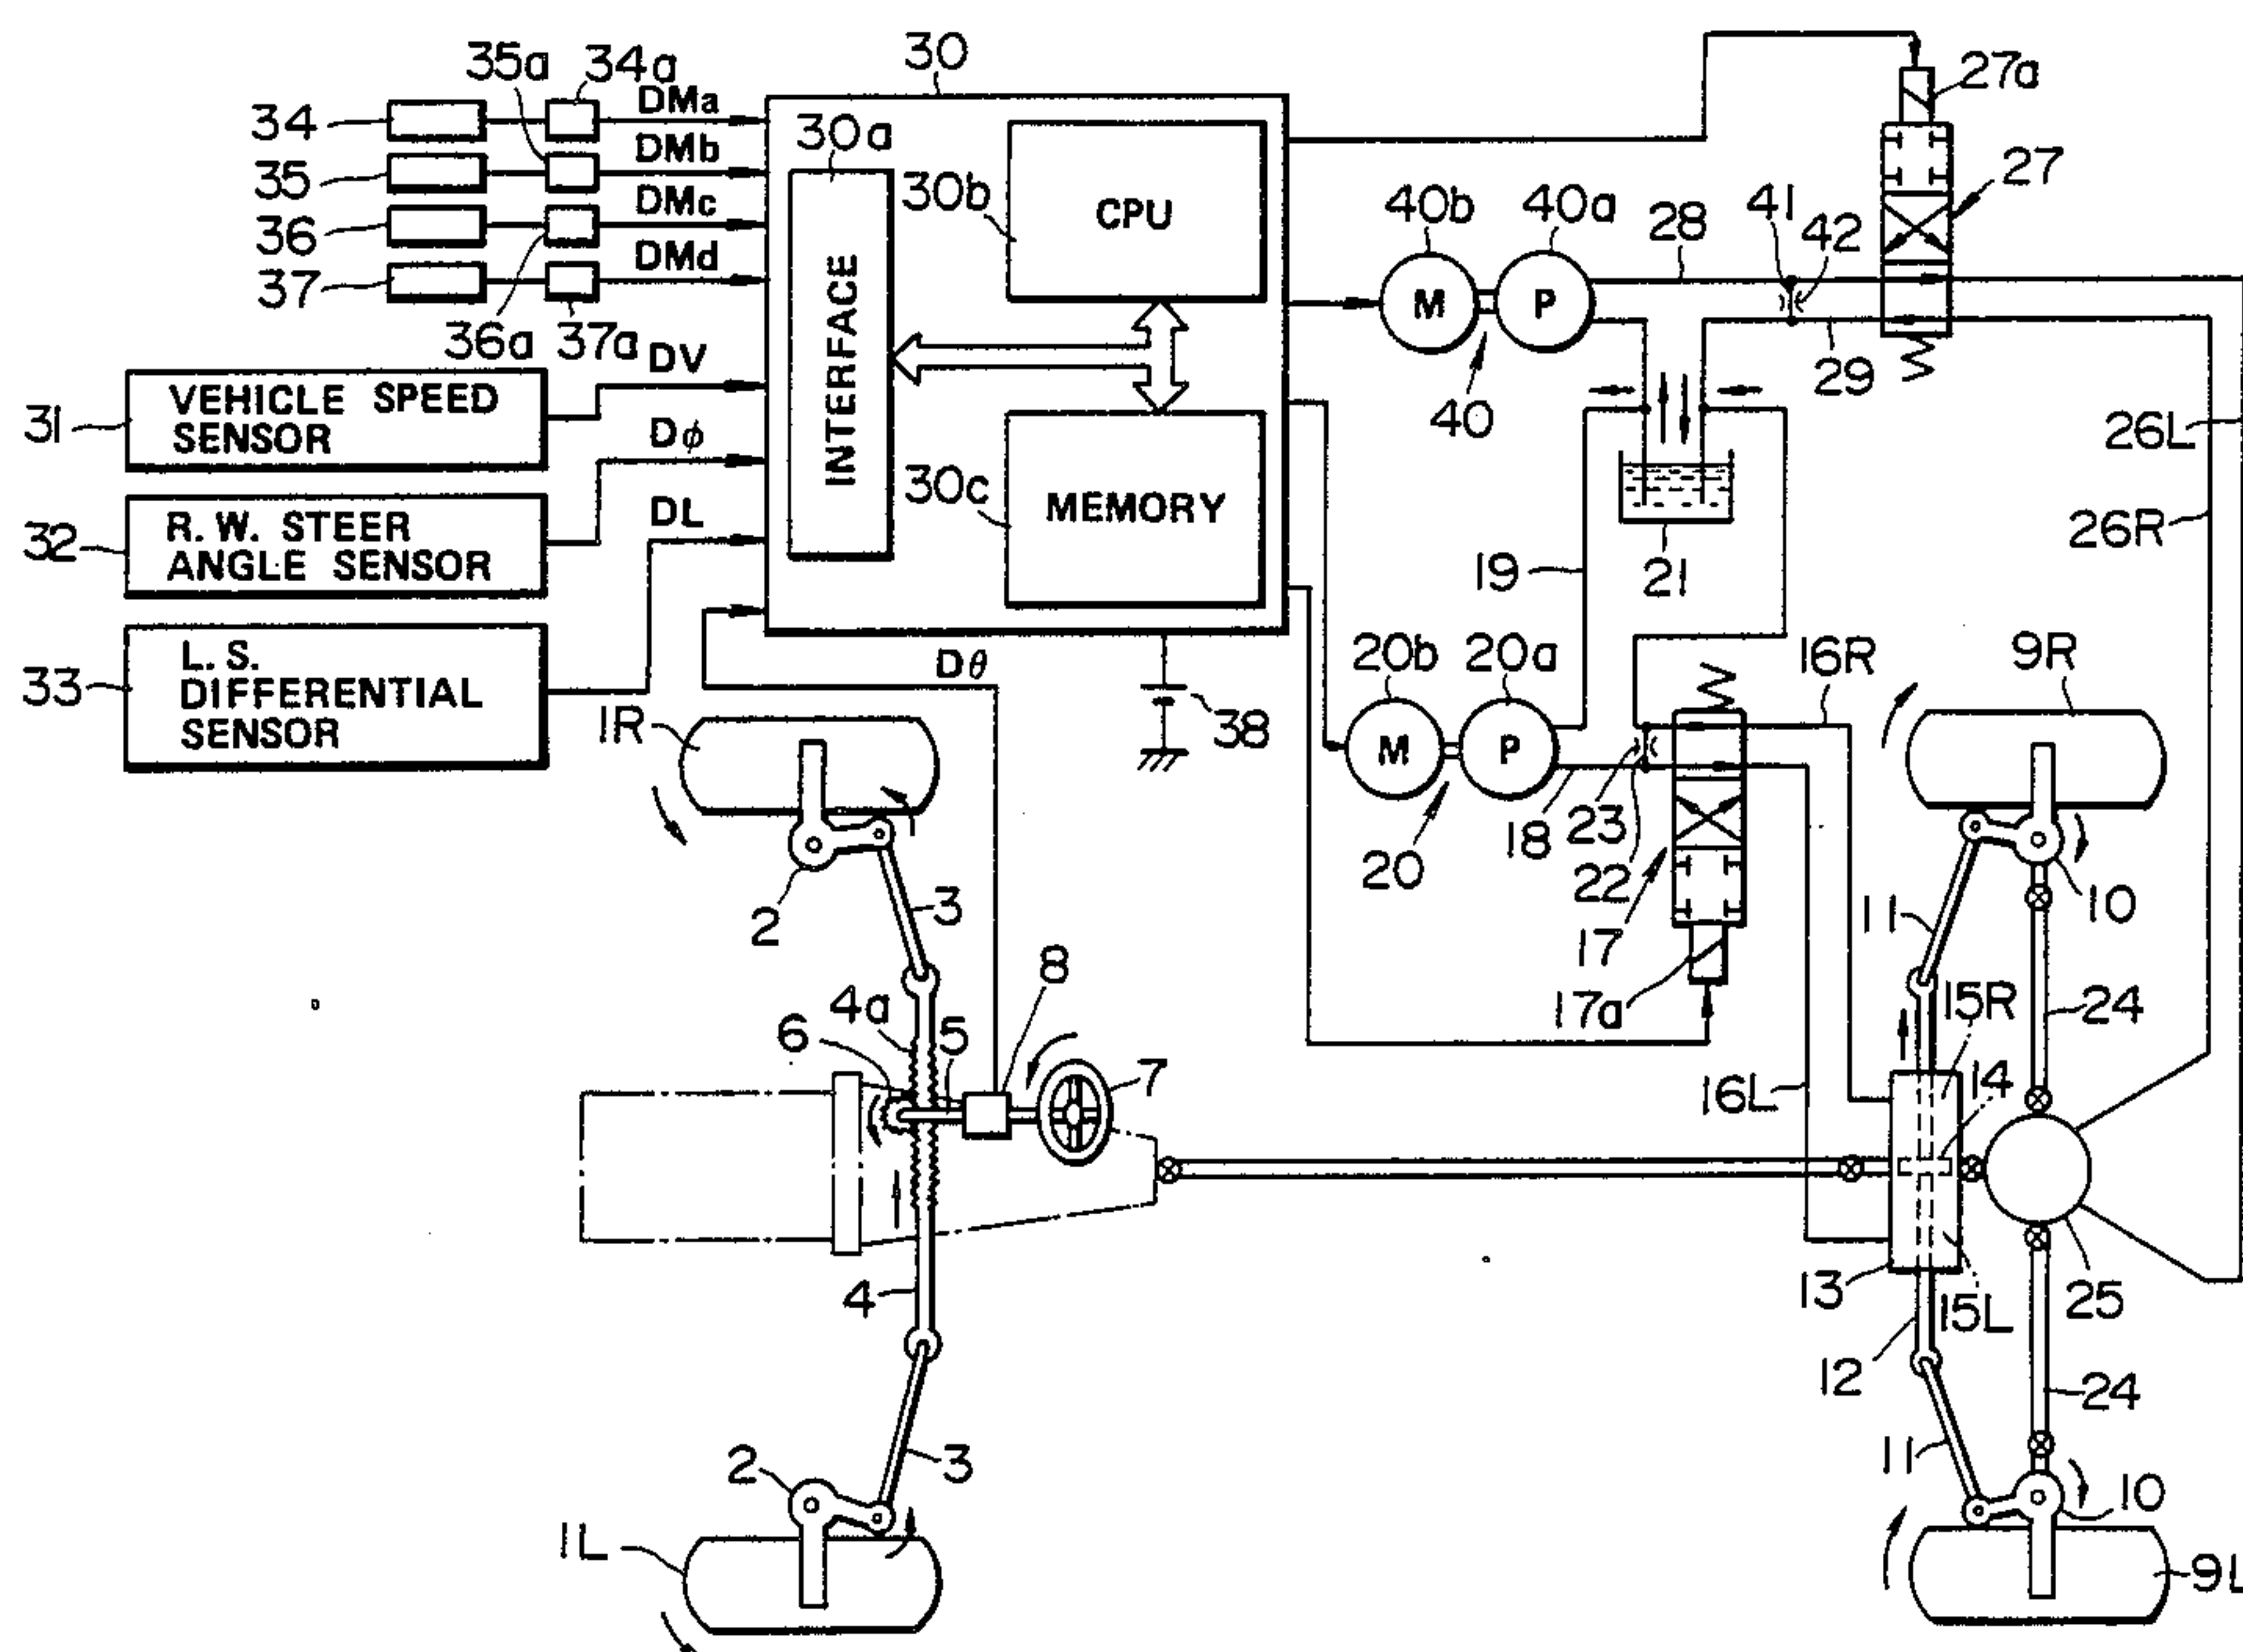 35a 34a 30 27a
34 DMa
30a
35 DMb
30b CPU 27
36 DMc 40b 40a 28 41 42
37 DMd
M P
36a 37a DV
INTERFACE
40 29
31 VEHICLE SPEED
SENSOR
Dφ
26L
32 R. W. STEER
ANGLE SENSOR
DL
30c MEMORY
26R
19 21
33 L. S.
DIFFERENTIAL
SENSOR
Dθ
20b 20a 16R 9R
1R 38
M P
18 23
2 20 22
3 11 10
17
8
4a 17a 15R 24
6 5
7 14
16L
4 13 15L 25
12
24
2 3 11 10
1L 9L